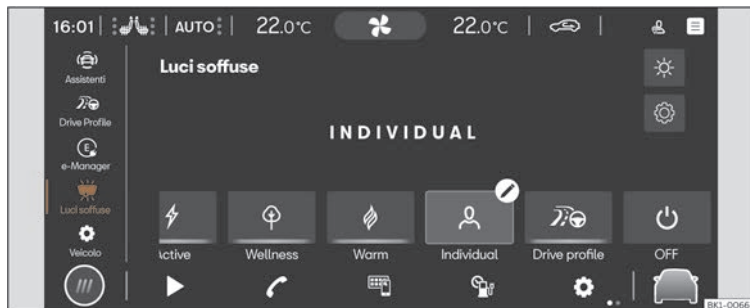 16:01 AUTO 22.0°C 22.0°C
Assistenti
Drive Profile
E
e-Manager
Luci soffuse
Veicolo
Luci soffuse
INDIVIDUAL
Wellness
Warm
Individual
Drive profile
OFF
BK1-0066